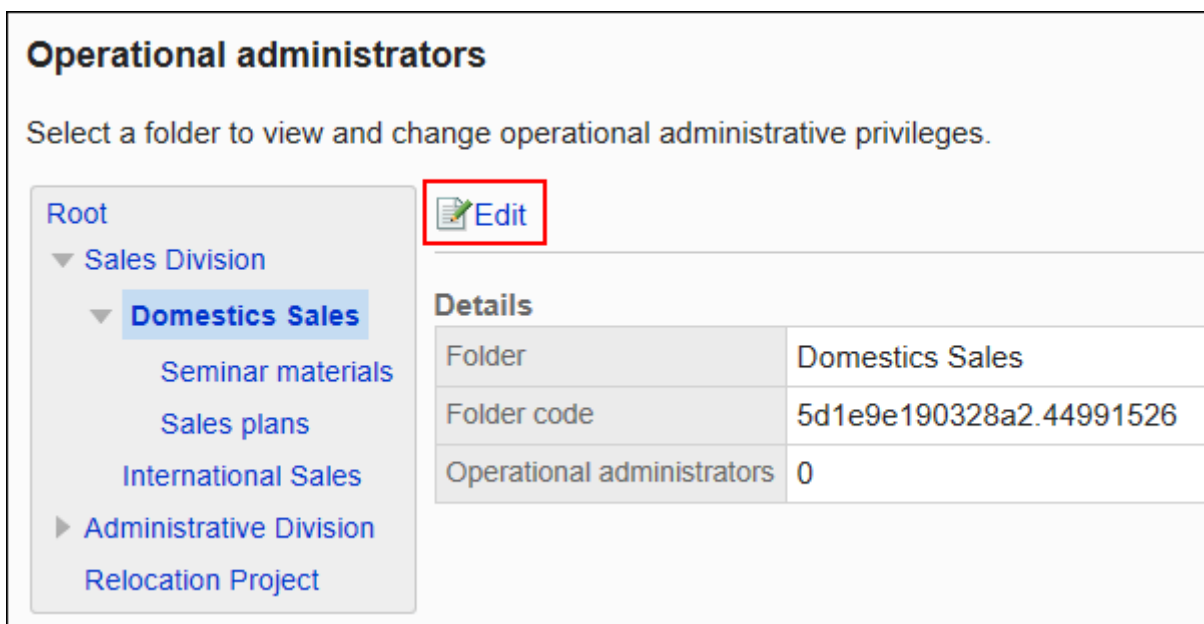 Operational administrators
Select a folder to view and change operational administrative privileges.
Root
Sales Division
Domestics Sales
Seminar materials
Sales plans
International Sales
Administrative Division
Relocation Project
Edit
Details
Folder Domestics Sales
Folder code 5d1e9e190328a2.44991526
Operational administrators 0